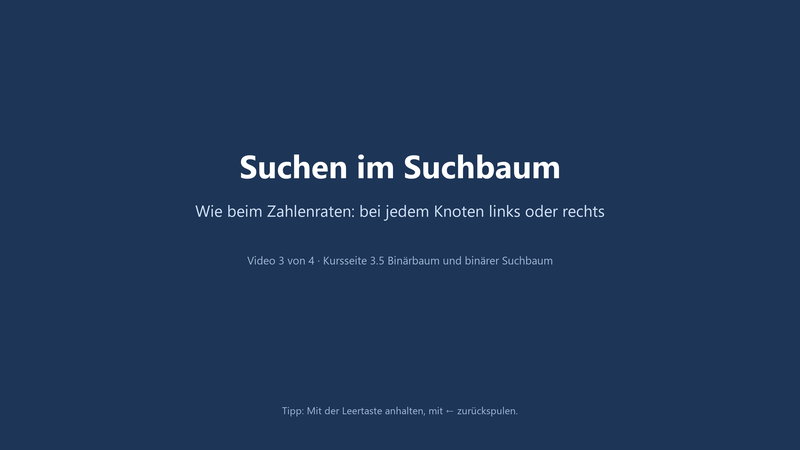 Suchen im Suchbaum
Wie beim Zahlenraten: bei jedem Knoten links oder rechts
Video 3 von 4 · Kursseite 3.5 Binärbaum und binärer Suchbaum
Tipp: Mit der Leertaste anhalten, mit ← zurückspulen.